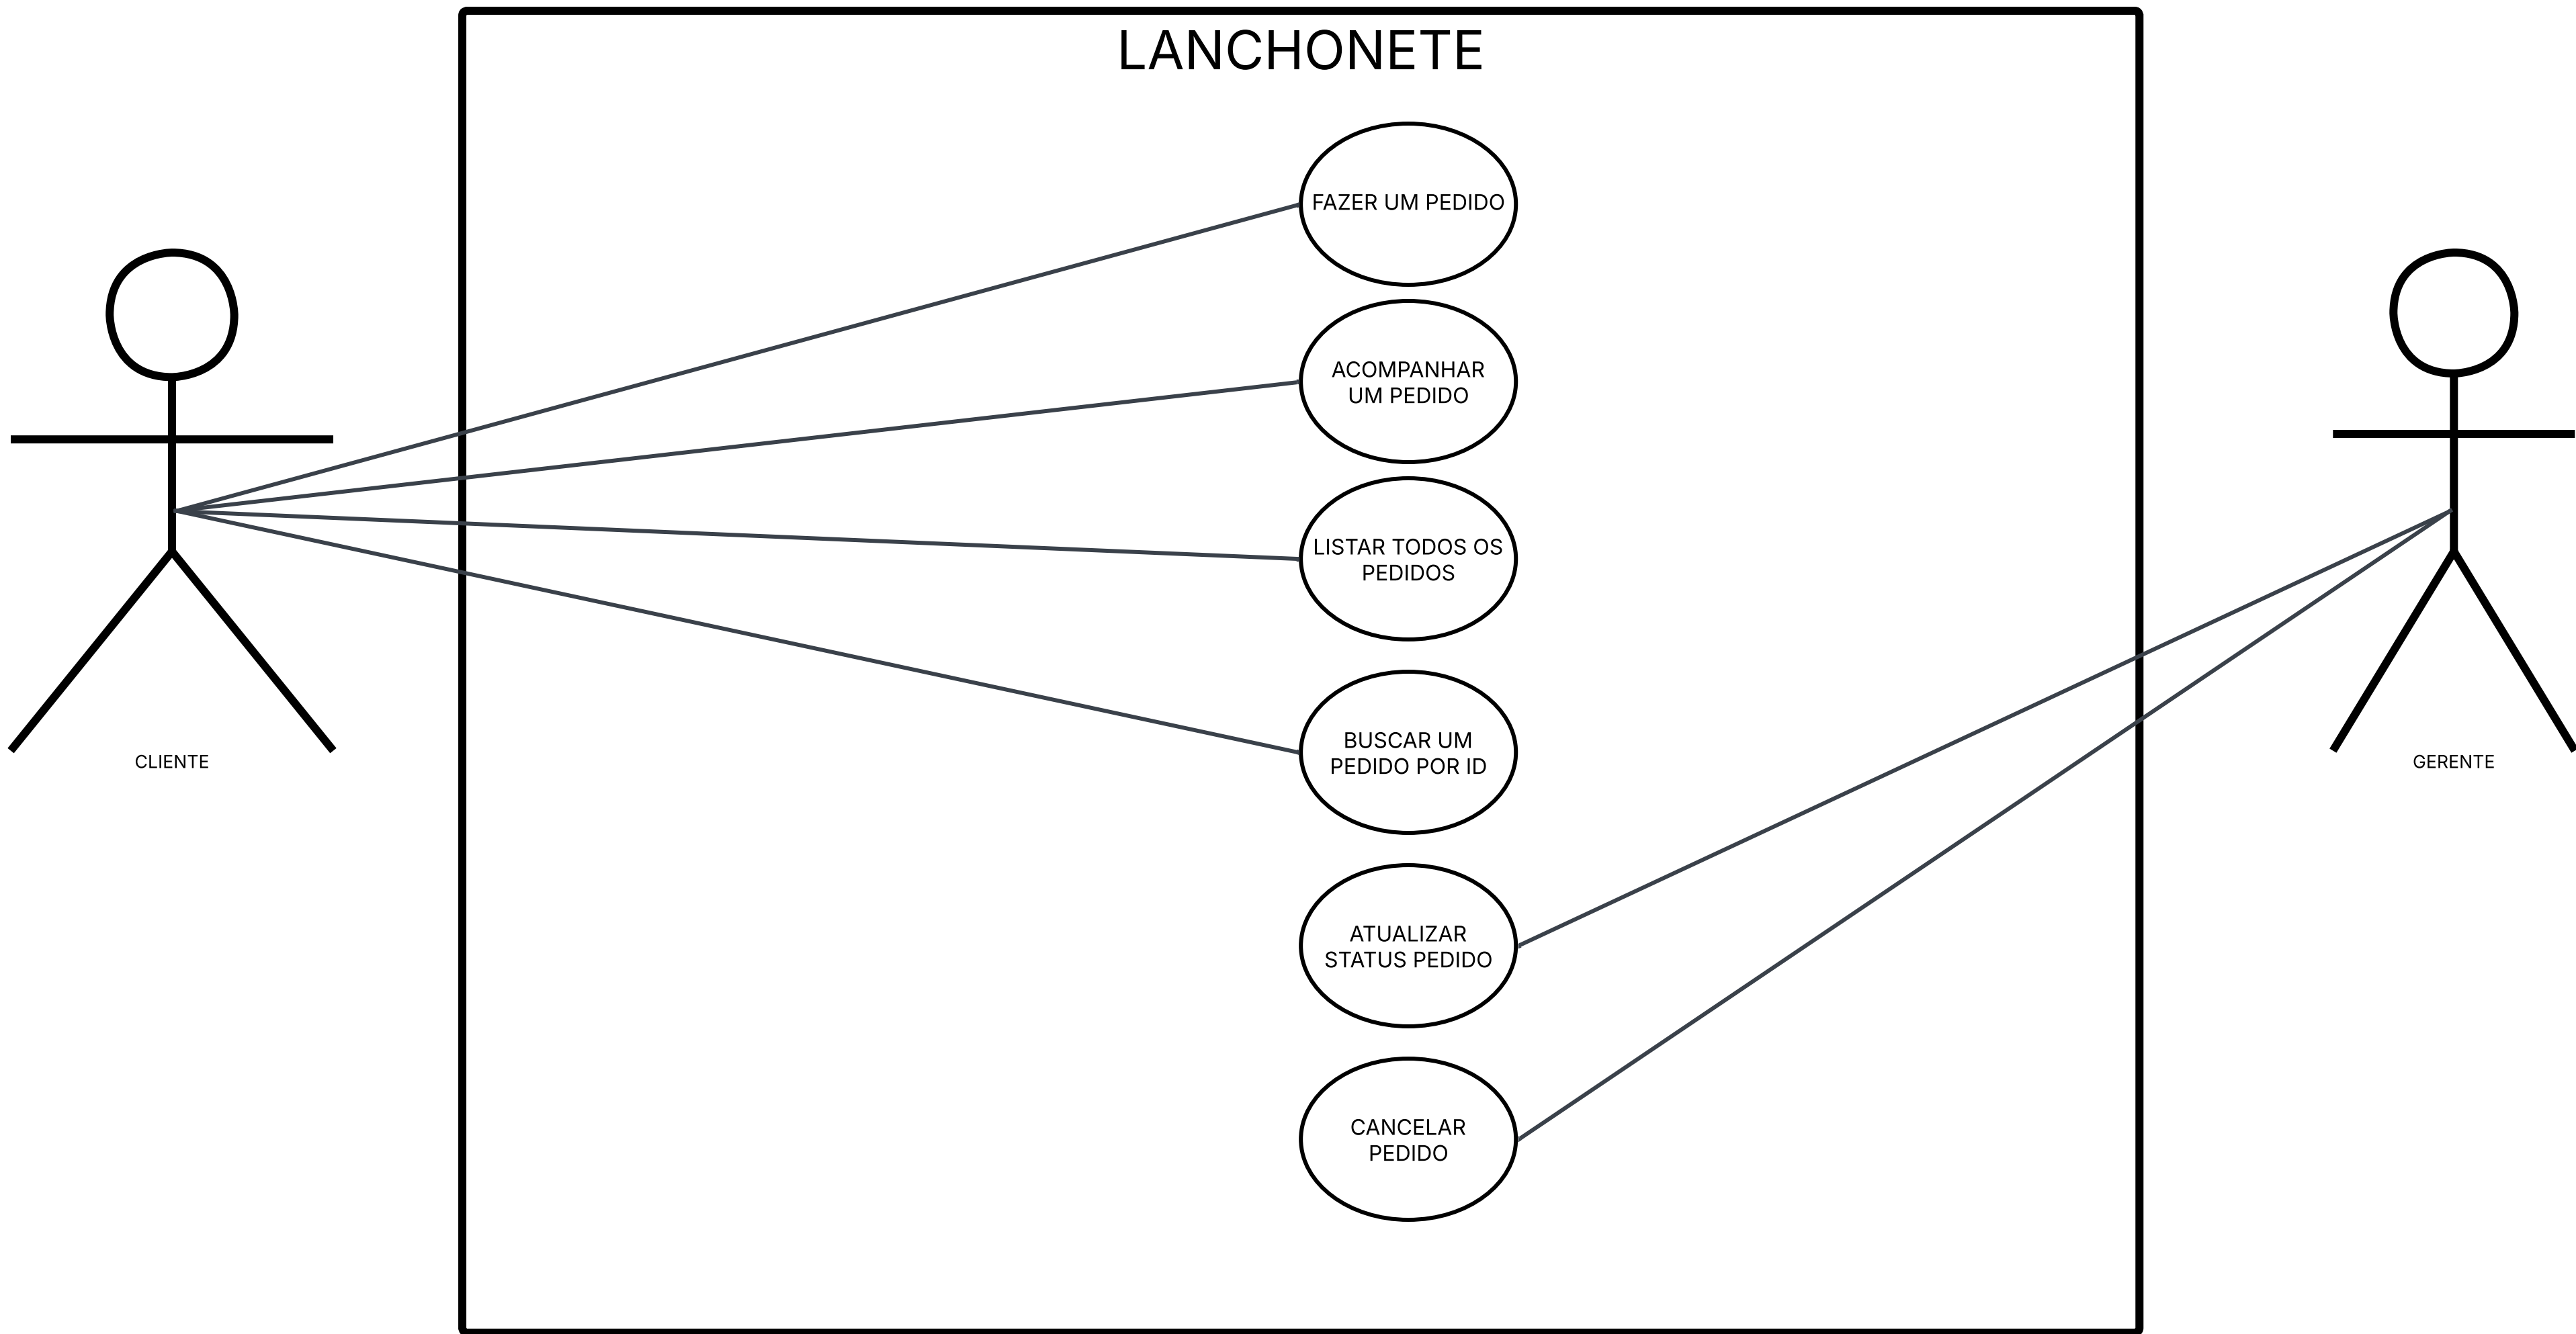 LANCHONETE
FAZER UM PEDIDO
ACOMPANHAR
UM PEDIDO
LISTAR TODOS OS
PEDIDOS
BUSCAR UM
PEDIDO POR ID
CLIENTE
GERENTE
ATUALIZAR
STATUS PEDIDO
CANCELAR
PEDIDO